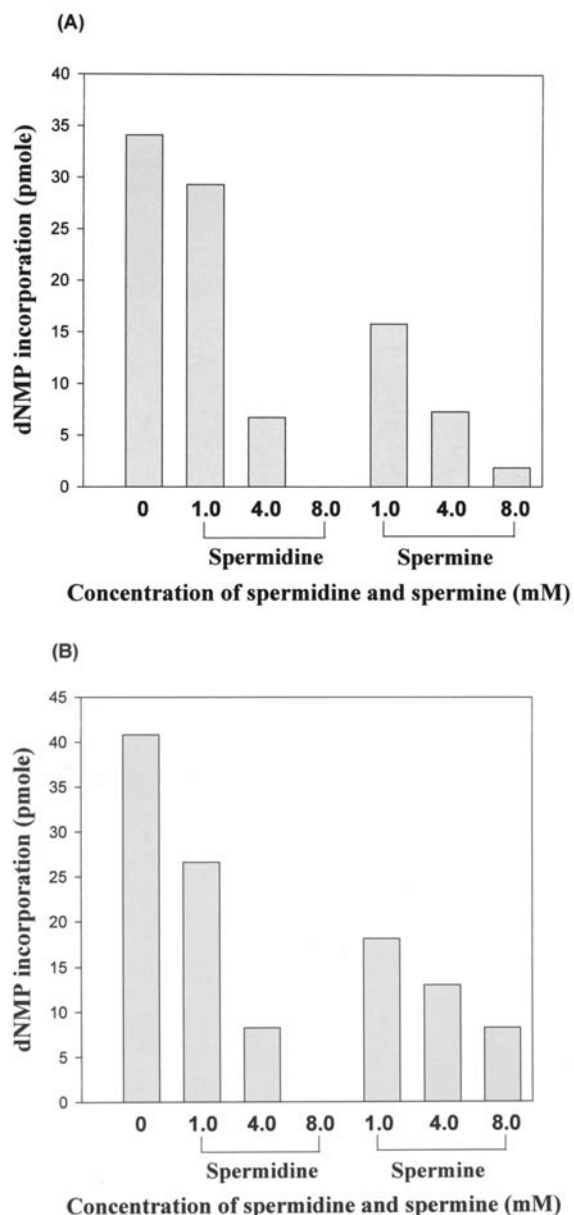 (A)
40
35
30
25
20
15
10
5
0
dNMP incorporation (pmole)
0 1.0 4.0 8.0 1.0 4.0 8.0
Spermidine Spermine
Concentration of spermidine and spermine (mM)
(B)
45
40
35
30
25
20
15
10
5
0
dNMP incorporation (pmole)
0 1.0 4.0 8.0 1.0 4.0 8.0
Spermidine Spermine
Concentration of spermidine and spermine (mM)